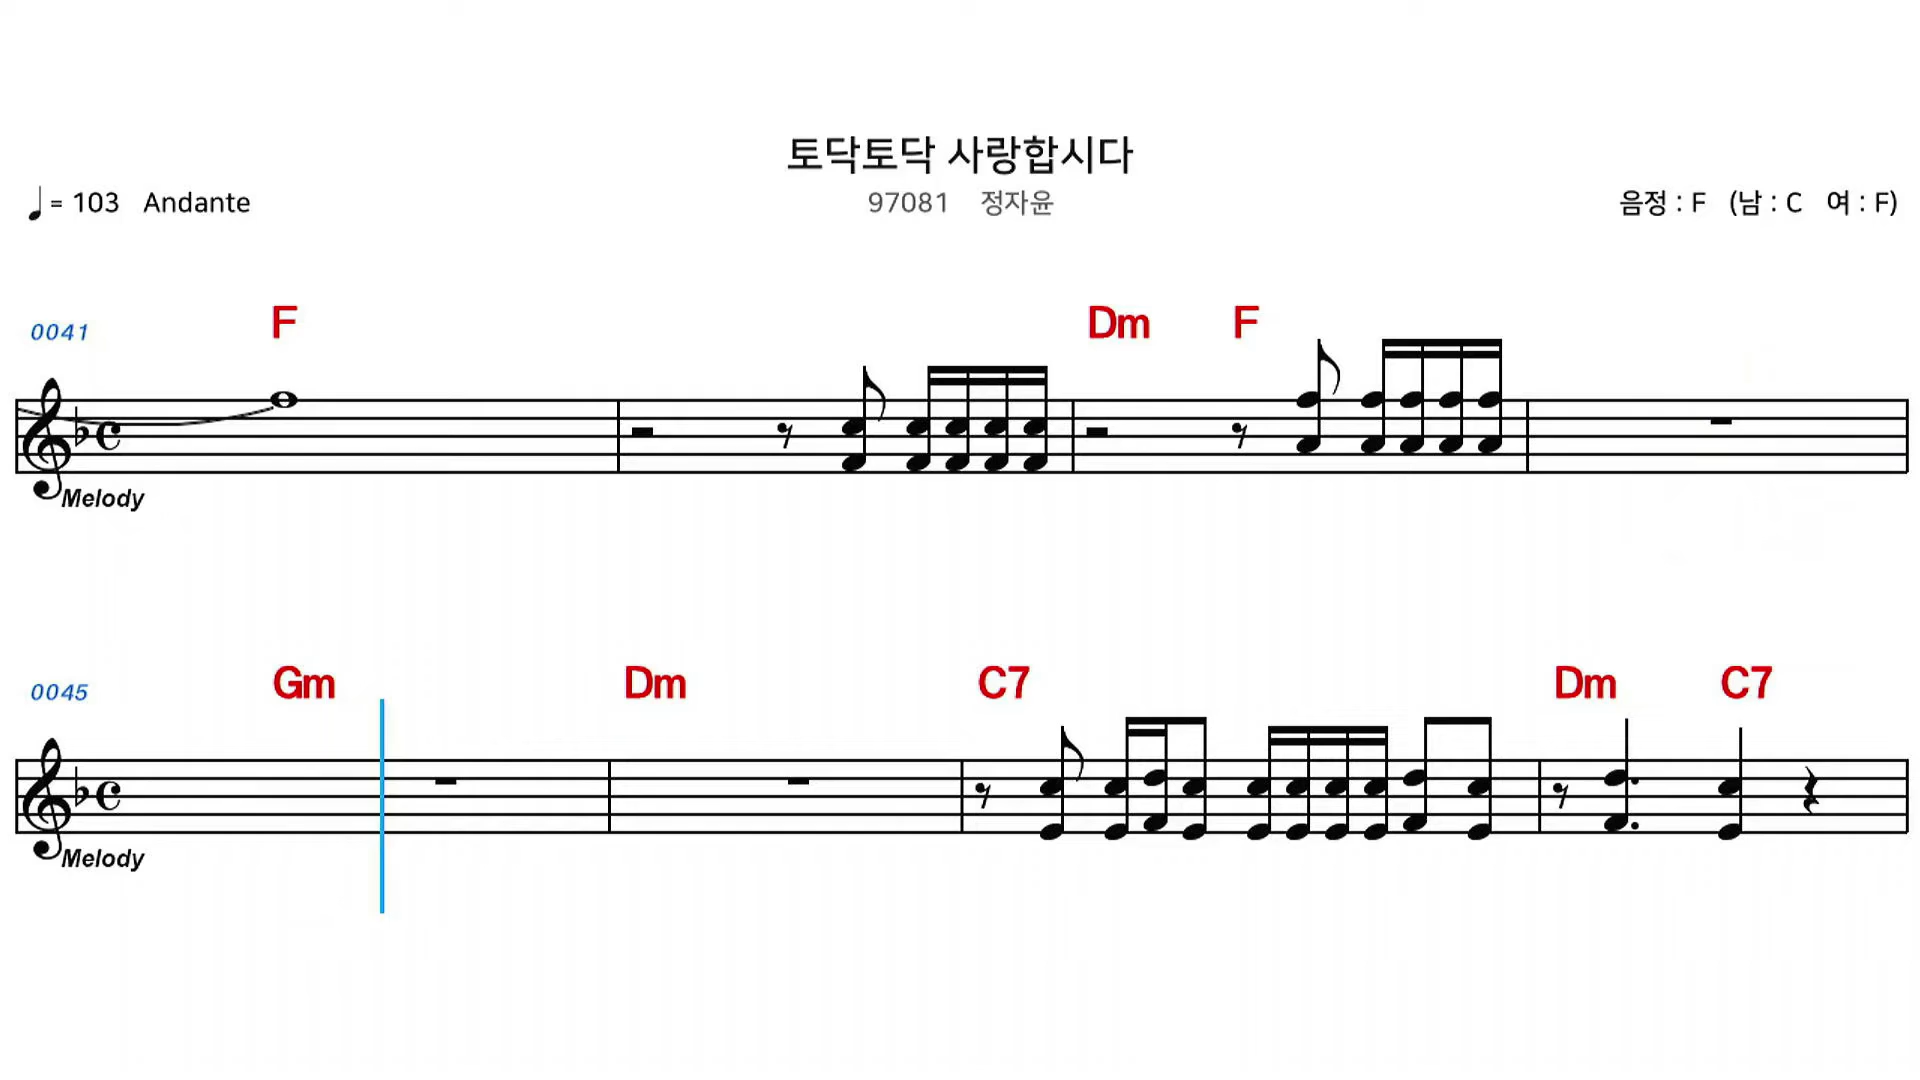 토닥토닥 사랑합시다
♩ = 103 Andante 97081 정자윤 음정 : F (남 : C 여 : F)
0041 F Dm F
Melody
0045 Gm Dm C7 Dm C7
Melody